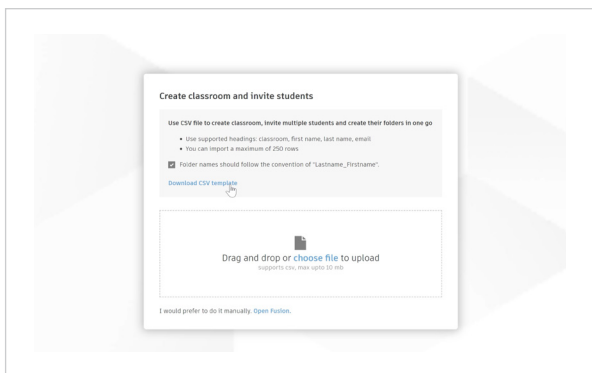 Create classroom and invite students
Use CSV file to create classroom, invite multiple students and create their folders in one go
Use supported headings: classroom, first name, last name, email
You can import a maximum of 250 rows
Folder names should follow the convention of "Lastname_Firstname".
Download CSV template
Drag and drop or choose file to upload
supports csv, max upto 10 mb
I would prefer to do it manually. Open Fusion.